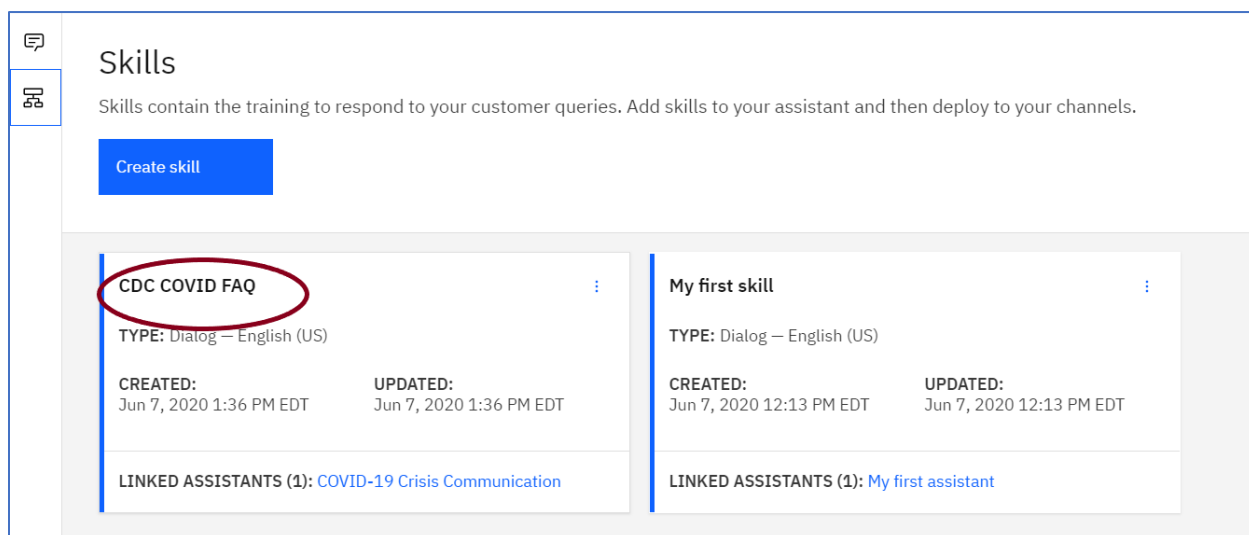 Skills
Skills contain the training to respond to your customer queries. Add skills to your assistant and then deploy to your channels.
Create skill
CDC COVID FAQ
TYPE: Dialog — English (US)
CREATED:
Jun 7, 2020 1:36 PM EDT
UPDATED:
Jun 7, 2020 1:36 PM EDT
LINKED ASSISTANTS (1): COVID-19 Crisis Communication
My first skill
TYPE: Dialog — English (US)
CREATED:
Jun 7, 2020 12:13 PM EDT
UPDATED:
Jun 7, 2020 12:13 PM EDT
LINKED ASSISTANTS (1): My first assistant